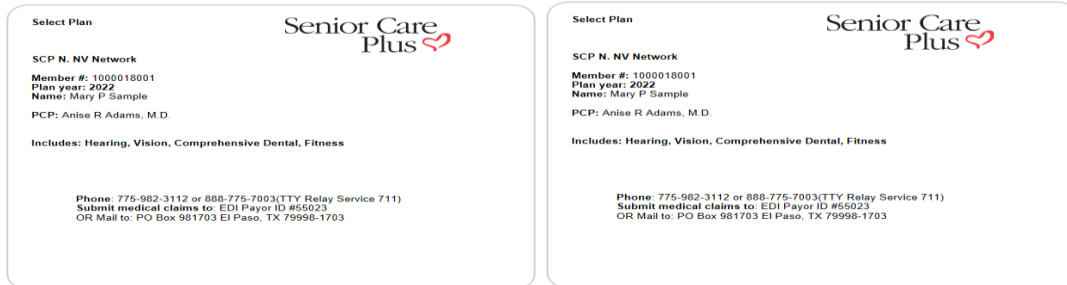 Select Plan
Senior Care
Plus
SCP N. NV Network
Member #: 1000018001
Plan year: 2022
Name: Mary P Sample
PCP: Anise R Adams, M.D.
Includes: Hearing, Vision, Comprehensive Dental, Fitness
Phone: 775-982-3112 or 888-775-7003(TTY Relay Service 711)
Submit medical claims to: EDI Payor ID #55023
OR Mail to: PO Box 981703 El Paso, TX 79998-1703
Select Plan
Senior Care
Plus
SCP N. NV Network
Member #: 1000018001
Plan year: 2022
Name: Mary P Sample
PCP: Anise R Adams, M.D.
Includes: Hearing, Vision, Comprehensive Dental, Fitness
Phone: 775-982-3112 or 888-775-7003(TTY Relay Service 711)
Submit medical claims to: EDI Payor ID #55023
OR Mail to: PO Box 981703 El Paso, TX 79998-1703